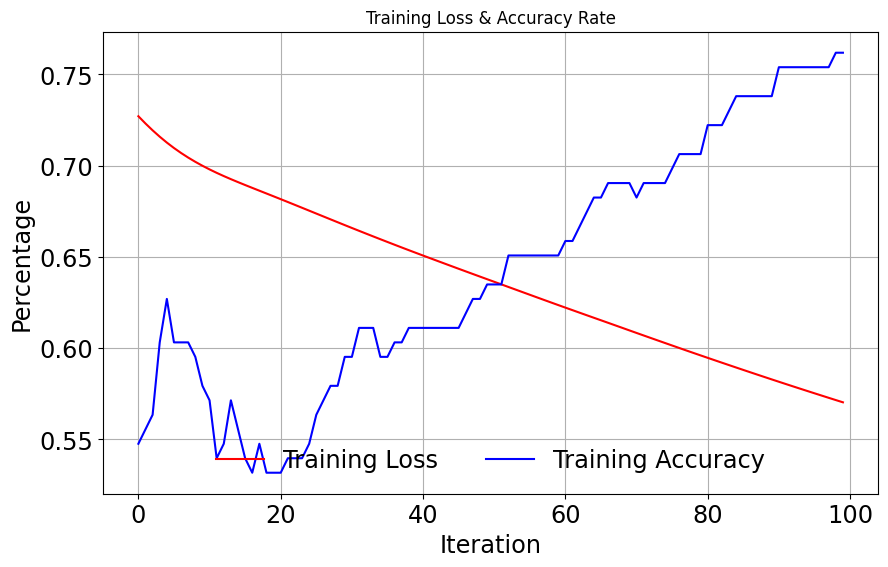 Training Loss & Accuracy Rate
0.75
0.70
0.65
0.60
0.55
Percentage
Training Loss
Training Accuracy
0 20 40 60 80 100
Iteration